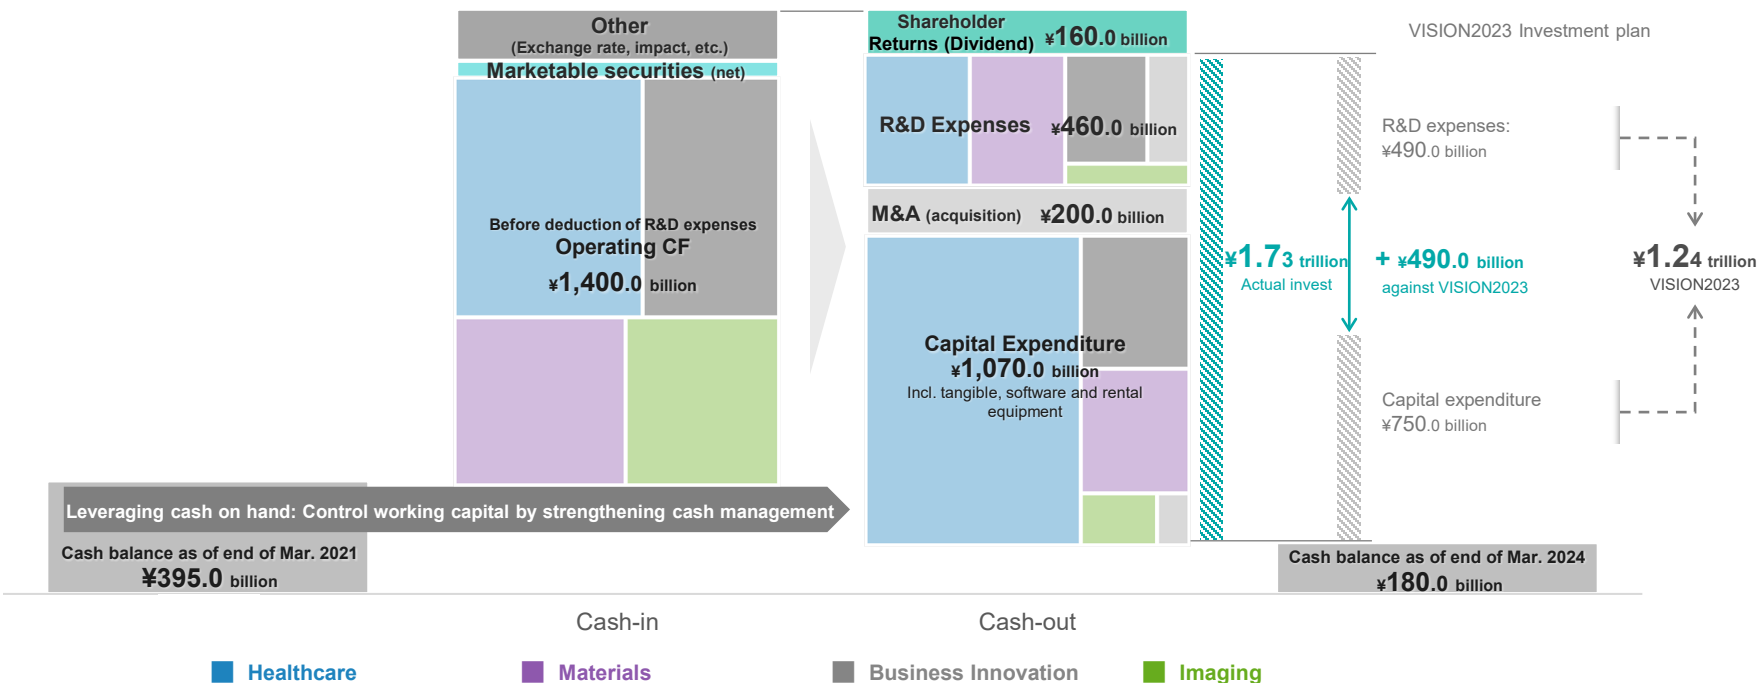 Other
(Exchange rate, impact, etc.)
Marketable securities (net)
Before deduction of R&D expenses
Operating CF
¥1,400.0 billion
Leveraging cash on hand: Control working capital by strengthening cash management
Cash balance as of end of Mar. 2021
¥395.0 billion
Shareholder
Returns (Dividend) ¥160.0 billion
R&D Expenses ¥460.0 billion
M&A (acquisition) ¥200.0 billion
Capital Expenditure
¥1,070.0 billion
Incl. tangible, software and rental
equipment
VISION2023 Investment plan
R&D expenses:
¥490.0 billion
¥1.73 trillion
Actual invest
+ ¥490.0 billion
against VISION2023
¥1.24 trillion
VISION2023
Capital expenditure
¥750.0 billion
Cash balance as of end of Mar. 2024
¥180.0 billion
Cash-in
Cash-out
Healthcare
Materials
Business Innovation
Imaging